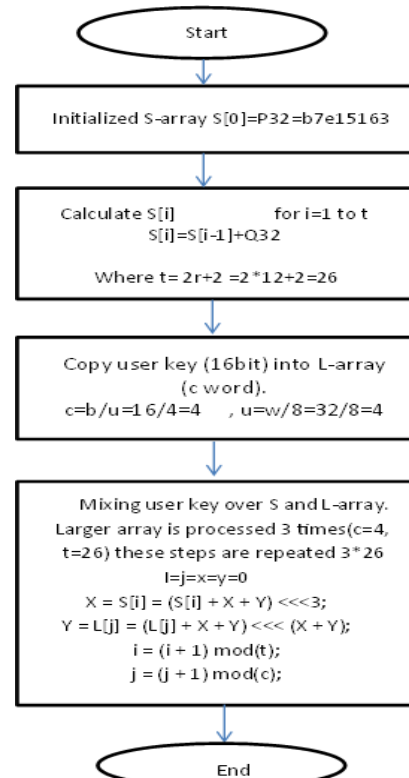 Start
Initialized S-array S[0]=P32=b7e15163
Calculate S[i] for i=1 to t
S[i]=S[i-1]+Q32
Where t= 2r+2 =2*12+2=26
Copy user key (16bit) into L-array
(c word).
c=b/u=16/4=4 , u=w/8=32/8=4
Mixing user key over S and L-array.
Larger array is processed 3 times(c=4,
t=26) these steps are repeated 3*26
I=j=x=y=0
X = S[i] = (S[i] + X + Y) <<<3;
Y = L[j] = (L[j] + X + Y) <<< (X + Y);
i = (i + 1) mod(t);
j = (j + 1) mod(c);
End